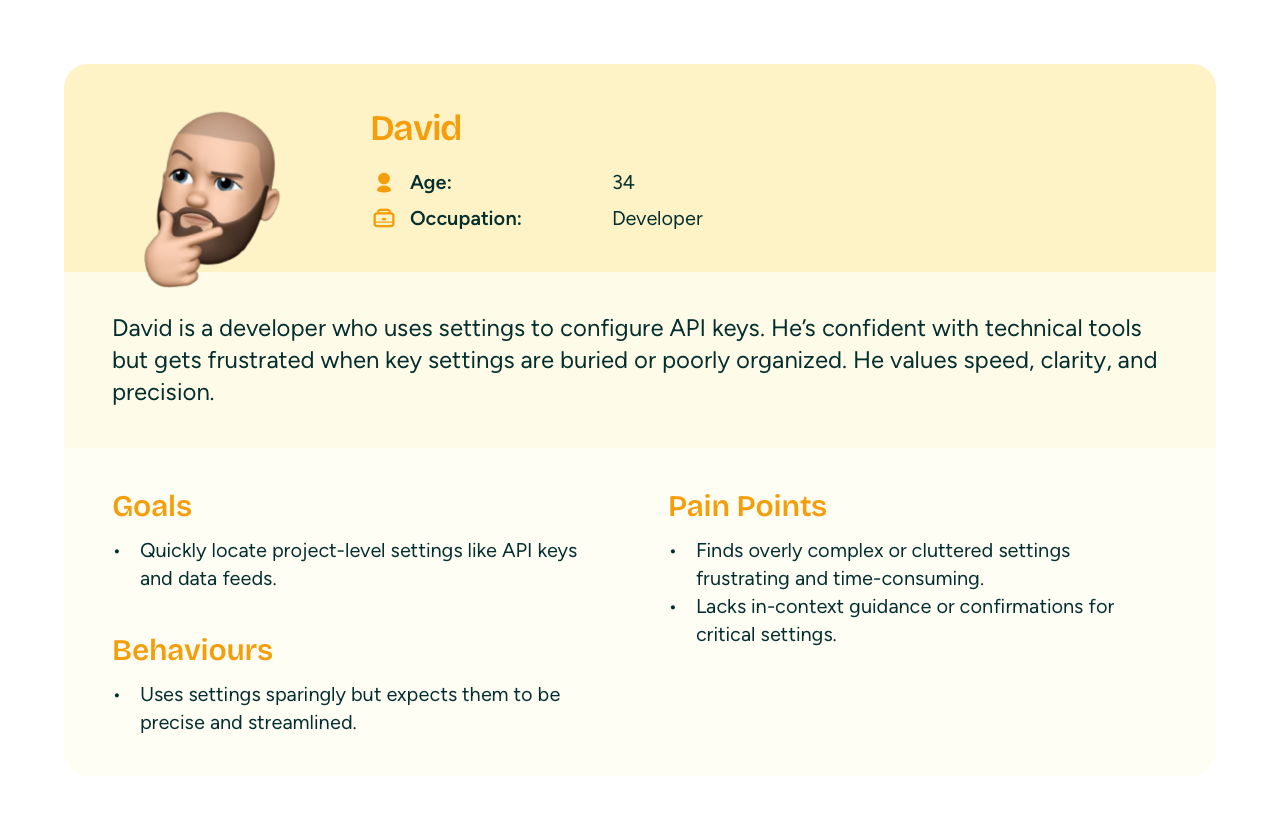 David
Age: 34
Occupation: Developer
David is a developer who uses settings to configure API keys. He’s confident with technical tools
but gets frustrated when key settings are buried or poorly organized. He values speed, clarity, and
precision.
Goals
• Quickly locate project-level settings like API keys
and data feeds.
Behaviours
• Uses settings sparingly but expects them to be
precise and streamlined.
Pain Points
• Finds overly complex or cluttered settings
frustrating and time-consuming.
• Lacks in-context guidance or confirmations for
critical settings.